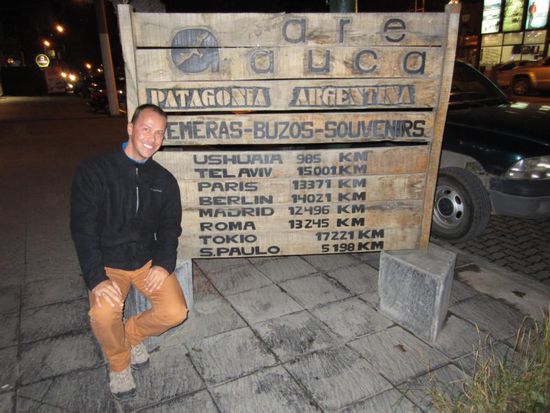 are
auca
PATAGONIA ARGENTINA
EMERAS-BUZOS-SOUVENIRS
USHUAIA 985 KM
TEL AVIV 15001 KM
PARIS 13371 KM
BERLIN 14021 KM
MADRID 12496 KM
ROMA 13245 KM
TOKIO 17221 KM
S.PAULO 5198 KM